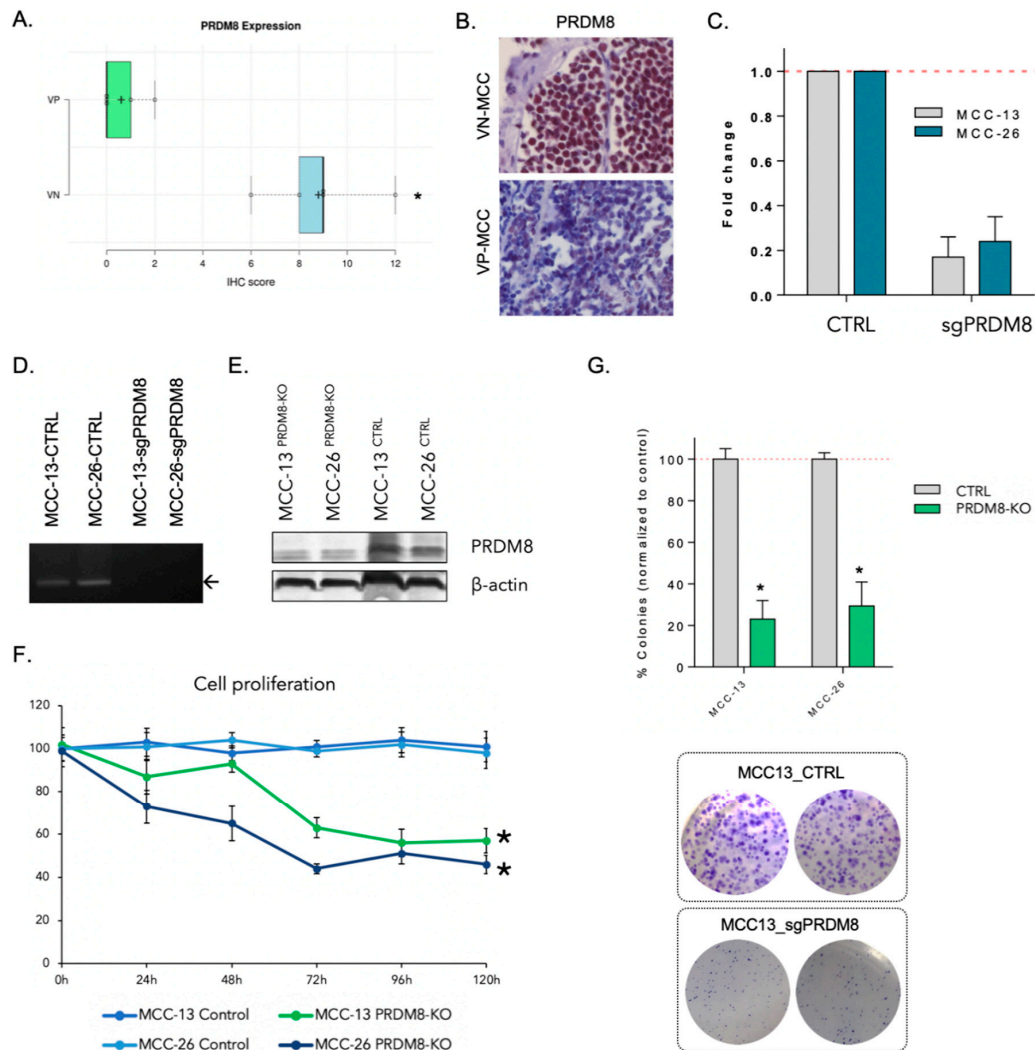 A.
PRDM8 Expression
VP
VN
*
0 2 4 6 8 10 12
IHC score
B.
PRDM8
VN-MCC
VP-MCC
C.
Fold change
1.0
0.8
0.6
0.4
0.2
0.0
MCC-13
MCC-26
CTRL sgPRDM8
D.
MCC-13-CTRL
MCC-26-CTRL
MCC-13-sgPRDM8
MCC-26-sgPRDM8
←
E.
MCC-13 PRDM8-KO
MCC-26 PRDM8-KO
MCC-13 CTRL
MCC-26 CTRL
PRDM8
β-actin
F.
Cell proliferation
120
100
80
60
40
20
0
0h 24h 48h 72h 96h 120h
*
*
MCC-13 Control MCC-13 PRDM8-KO
MCC-26 Control MCC-26 PRDM8-KO
G.
% Colonies (normalized to control)
100
80
60
40
20
0
* *
MCC-13 MCC-26
CTRL
PRDM8-KO
MCC13_CTRL
MCC13_sgPRDM8